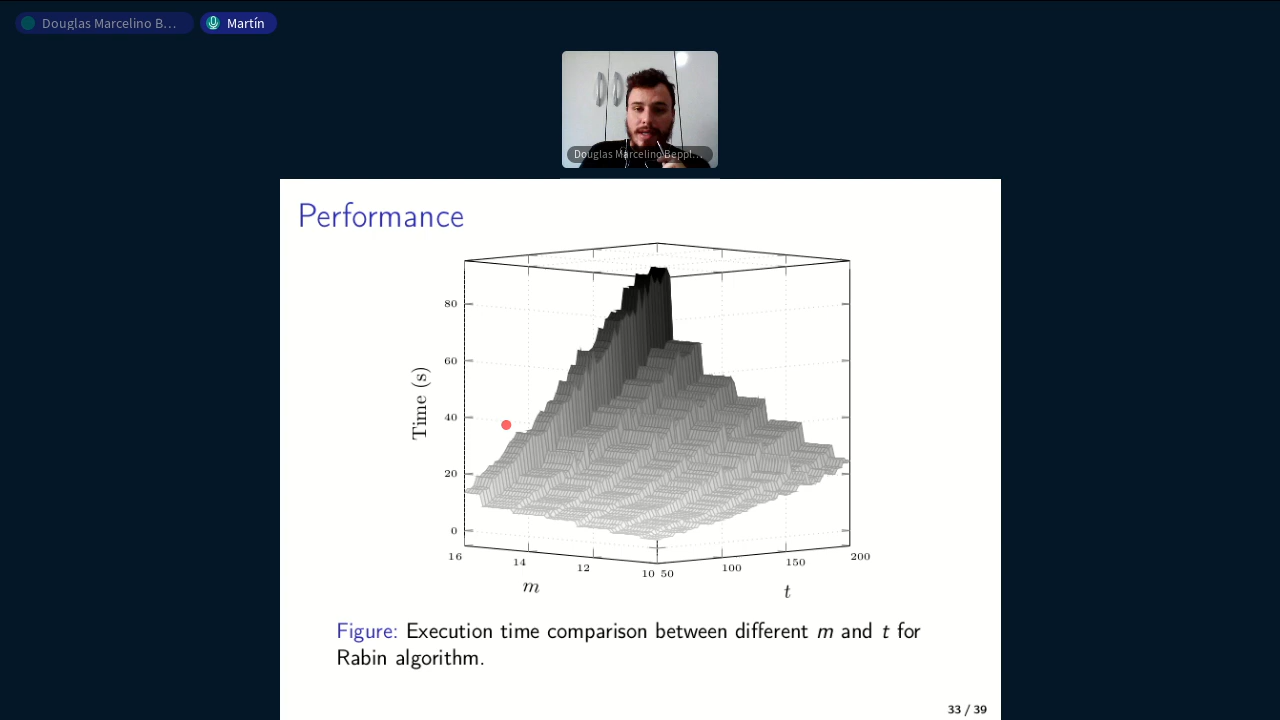 Douglas Marcelino B...
Martín
Douglas Marcelino Beppl...
Performance
80
60
40
20
0
Time (s)
16
14
12
10
50
100
150
200
m
t
Figure: Execution time comparison between different m and t for
Rabin algorithm.
33 / 39